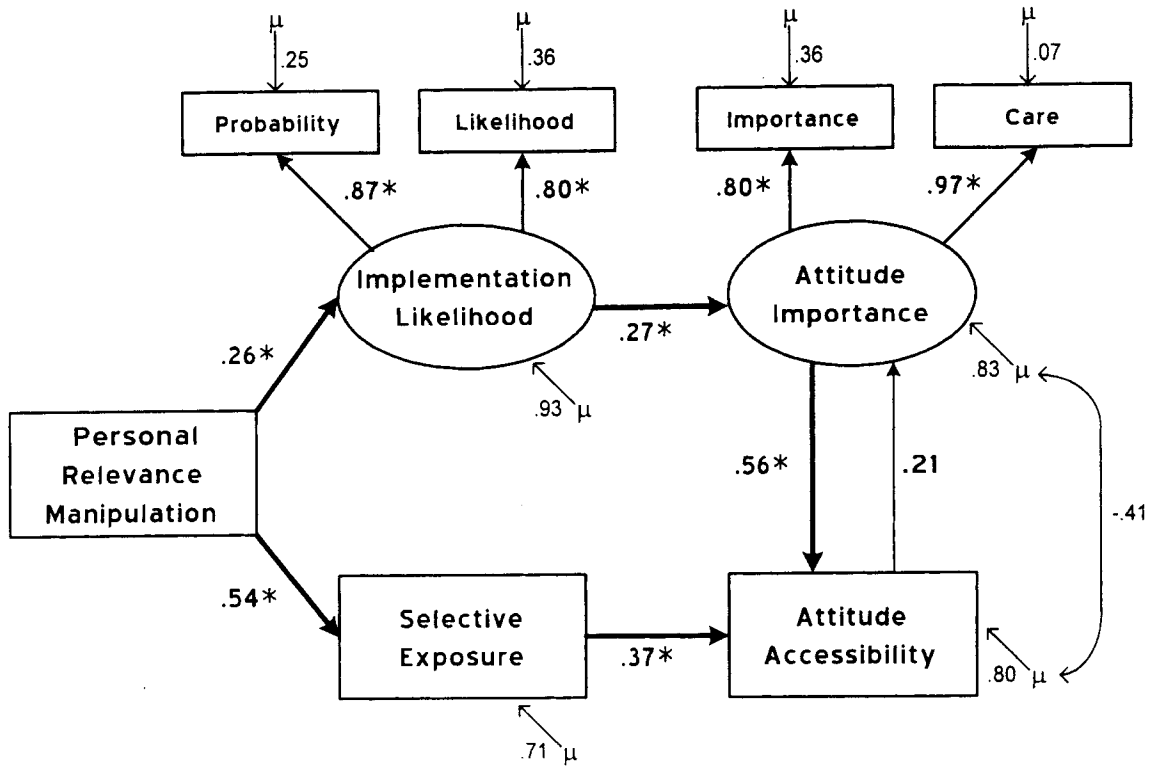 μ μ μ μ
.25 .36 .36 .07
Probability Likelihood Importance Care
.87* .80* .80* .97*
Implementation
Likelihood
Attitude
Importance
.26* .27*
.93 μ
.83 μ
Personal
Relevance
Manipulation
.56* .21
-.41
.54*
Selective
Exposure
.37*
Attitude
Accessibility
.80 μ
.71 μ